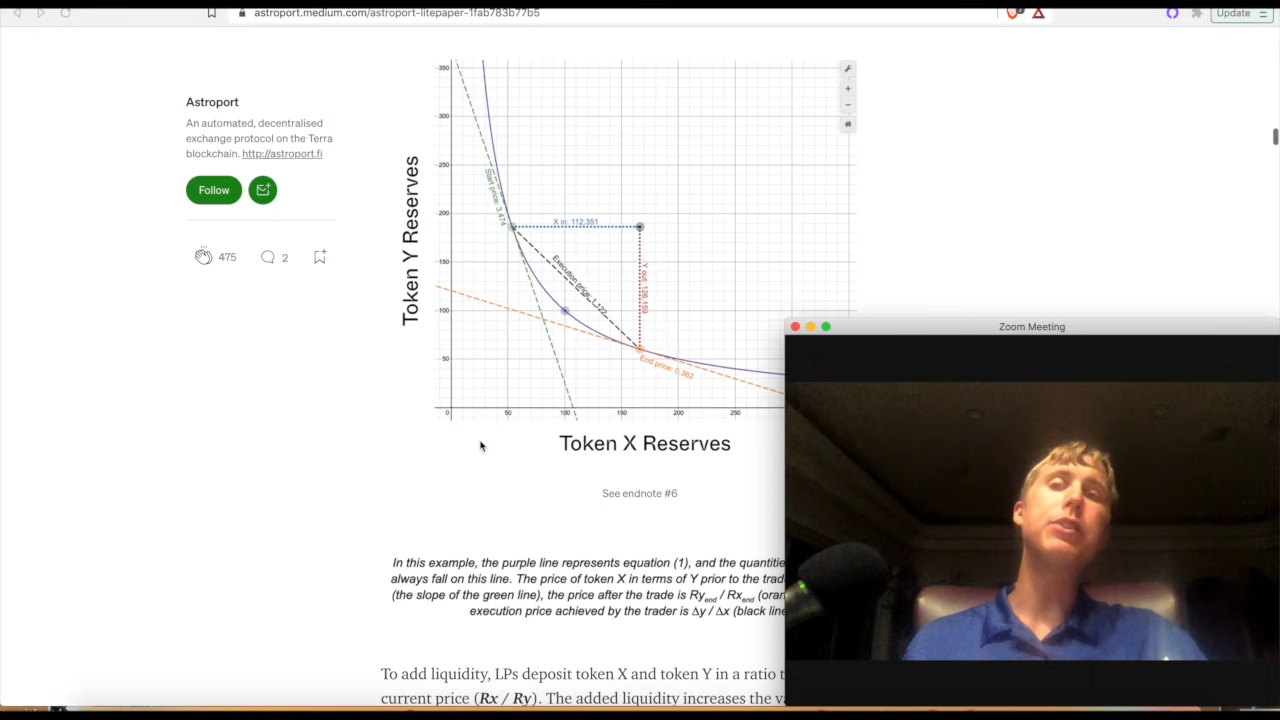 astroport.medium.com/astroport-litepaper-1fab783b77b5
Update
Astroport
An automated, decentralised
exchange protocol on the Terra
blockchain. http://astroport.fi
Follow
475
2
Token Y Reserves
350
300
250
200
150
100
50
0
50
100
150
200
250
Start price: 3.474
X in: 112.351
Execution price: 1.122
Y out: 126.159
End price: 0.362
Token X Reserves
See endnote #6
In this example, the purple line represents equation (1), and the quantitie
always fall on this line. The price of token X in terms of Y prior to the trad
(the slope of the green line), the price after the trade is Ryend / Rxend (oran
execution price achieved by the trader is Δy / Δx (black line
To add liquidity, LPs deposit token X and token Y in a ratio t
current price (Rx / Ry). The added liquidity increases the v
Zoom Meeting